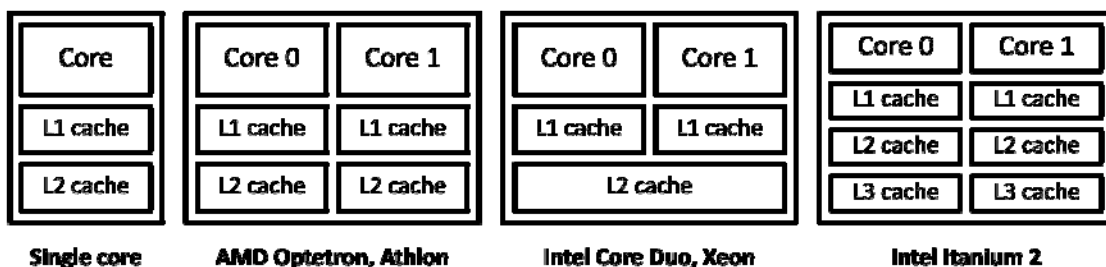 Core
L1 cache
L2 cache
Single core
Core 0 Core 1
L1 cache L1 cache
L2 cache L2 cache
AMD Optetron, Athlon
Core 0 Core 1
L1 cache L1 cache
L2 cache
Intel Core Duo, Xeon
Core 0 Core 1
L1 cache L1 cache
L2 cache L2 cache
L3 cache L3 cache
Intel Itanium 2